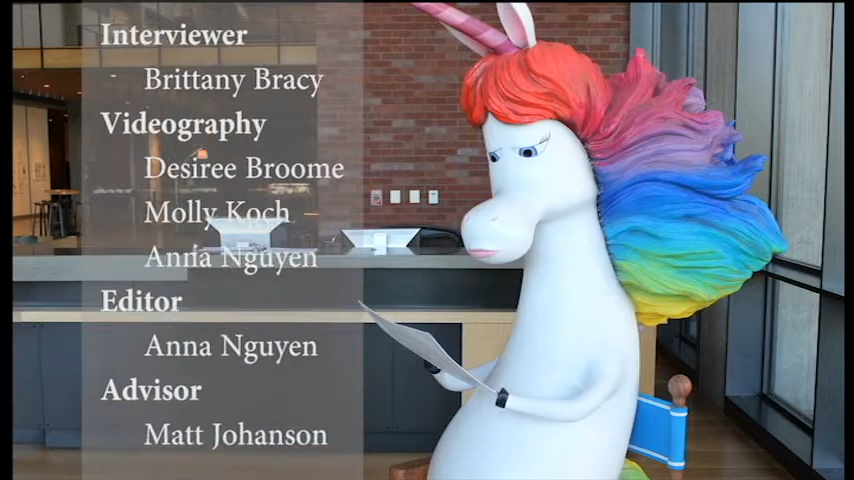 Interviewer
Brittany Bracy
Videography
Desiree Broome
Molly Koch
Anna Nguyen
Editor
Anna Nguyen
Advisor
Matt Johanson